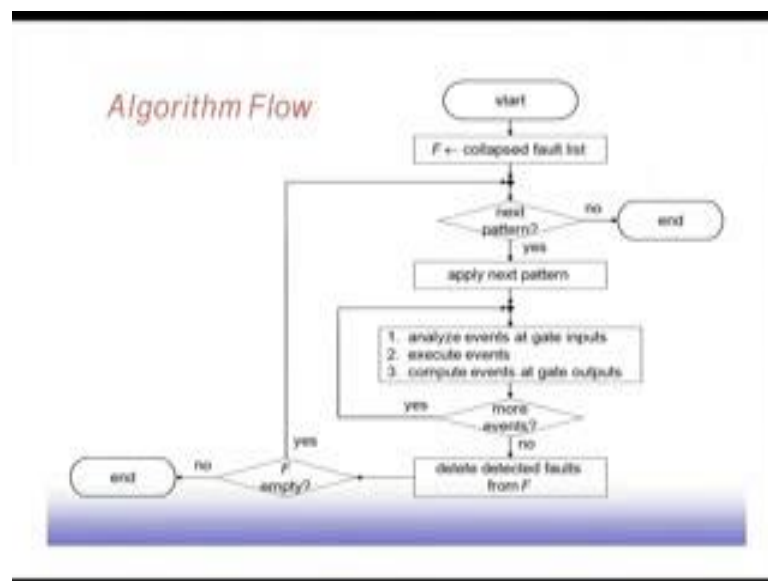 Algorithm Flow
start
F ← collapsed fault list
next
pattern?
no
end
yes
apply next pattern
1. analyze events at gate inputs
2. execute events
3. compute events at gate outputs
yes
more
events?
no
delete detected faults
from F
yes
F
empty?
no
end